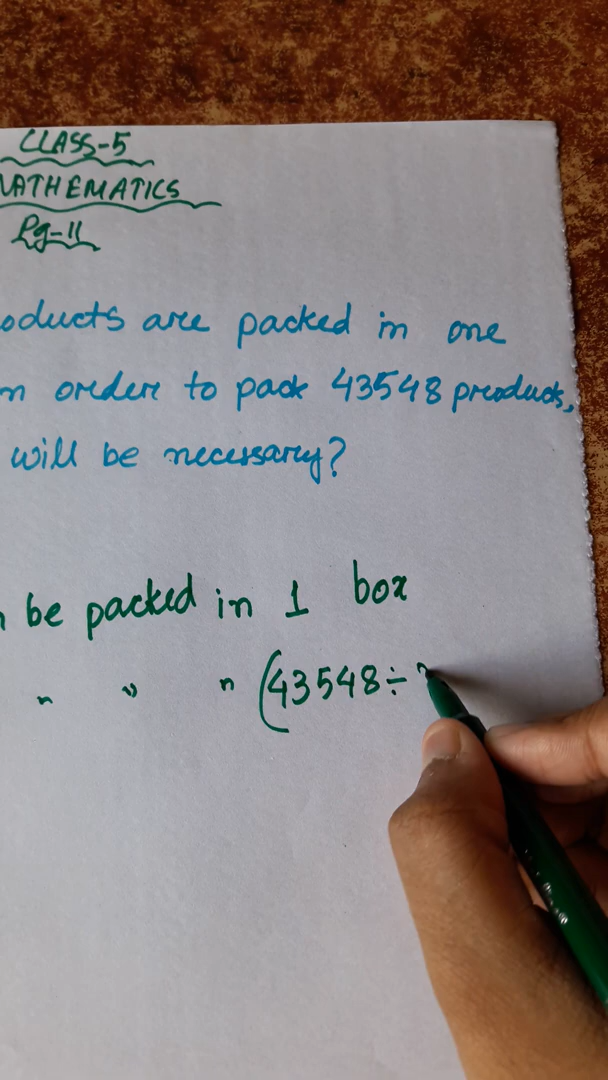 CLASS-5
MATHEMATICS
Pg-11
oducts are packed in one
n order to pack 43548 products,
will be necessary?
be packed in 1 box
" " " (43548÷